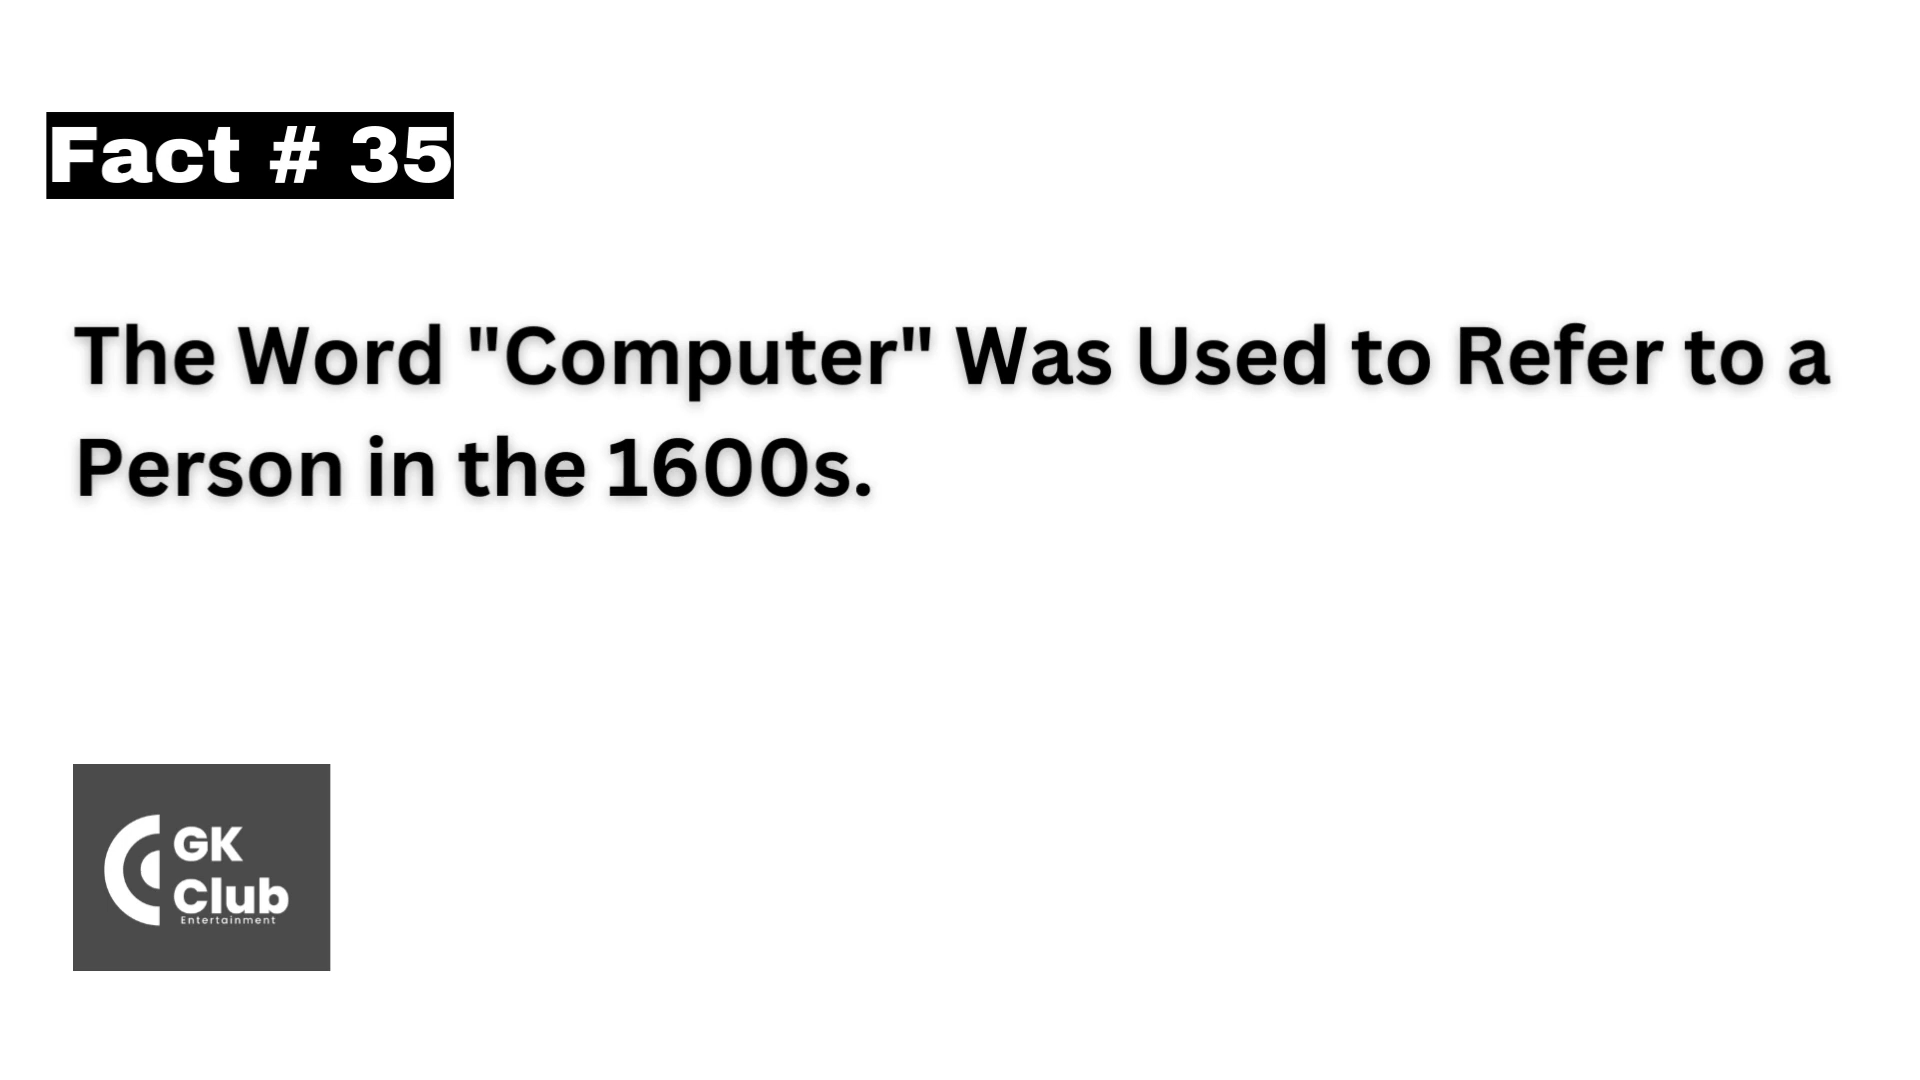 Fact # 35
The Word "Computer" Was Used to Refer to a
Person in the 1600s.
GK
Club
Entertainment